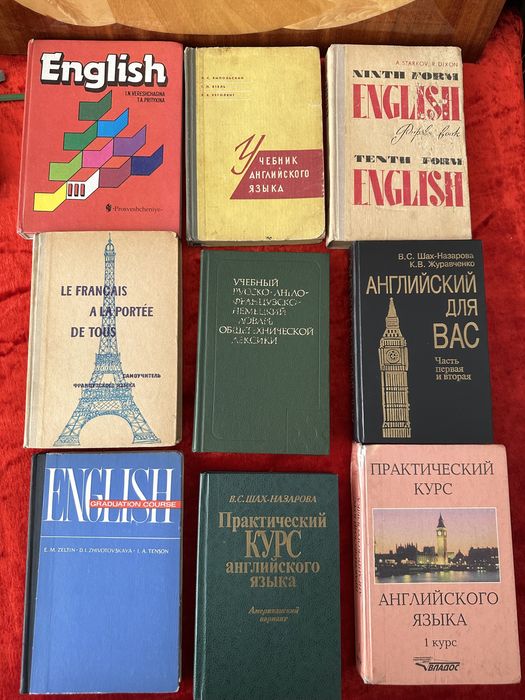 English
I.N. VERESHCHAGINA
T.A. PRITYKINA
III
«Prosveshcheniye»
УЧЕБНИК
АНГЛИЙСКОГО
ЯЗЫКА
A. STARKOV, R. DIXON
NINTH FORM
ENGLISH
TENTH FORM
ENGLISH
LE FRANÇAIS
A LA PORTÉE
DE TOUS
САМОУЧИТЕЛЬ
ФРАНЦУЗСКОГО ЯЗЫКА
УЧЕБНЫЙ
РУССКО-АНГЛО-
ФРАНЦУЗСКО-
НЕМЕЦКИЙ
СЛОВАРЬ
ОБЩЕТЕХНИЧЕСКОЙ
ЛЕКСИКИ
В.С. Шах-Назарова
К.В. Журавченко
АНГЛИЙСКИЙ
ДЛЯ
ВАС
Часть
первая
и вторая
ENGLISH
GRADUATION COURSE
E. M. ZELTIN · D. I. ZHIVOTOVSKAYA · I. A. TENSON
В.С. ШАХ-НАЗАРОВА
Практический
КУРС
английского
языка
Американский
вариант
ПРАКТИЧЕСКИЙ
КУРС
АНГЛИЙСКОГО
ЯЗЫКА
1 курс
ВЛАДОС